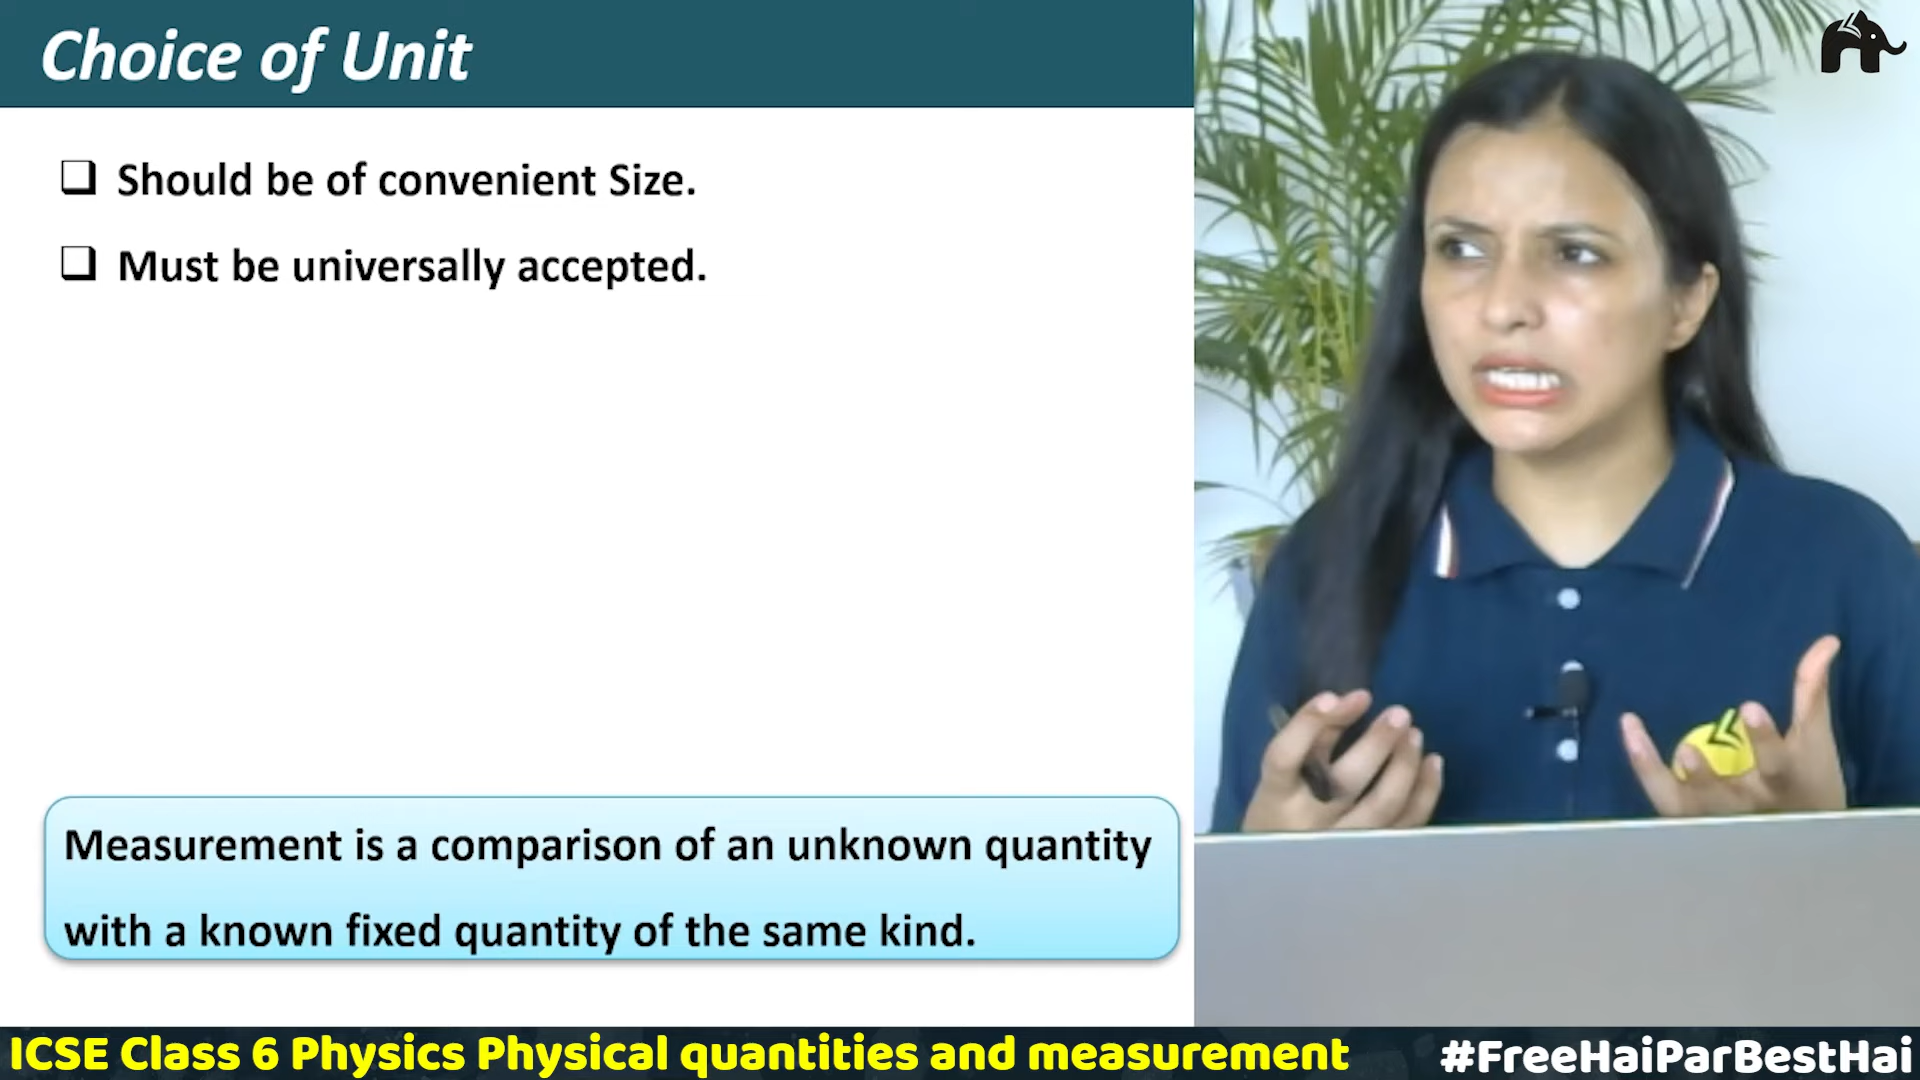 Choice of Unit
❑ Should be of convenient Size.
❑ Must be universally accepted.
Measurement is a comparison of an unknown quantity
with a known fixed quantity of the same kind.
ICSE Class 6 Physics Physical quantities and measurement
#FreeHaiParBestHai